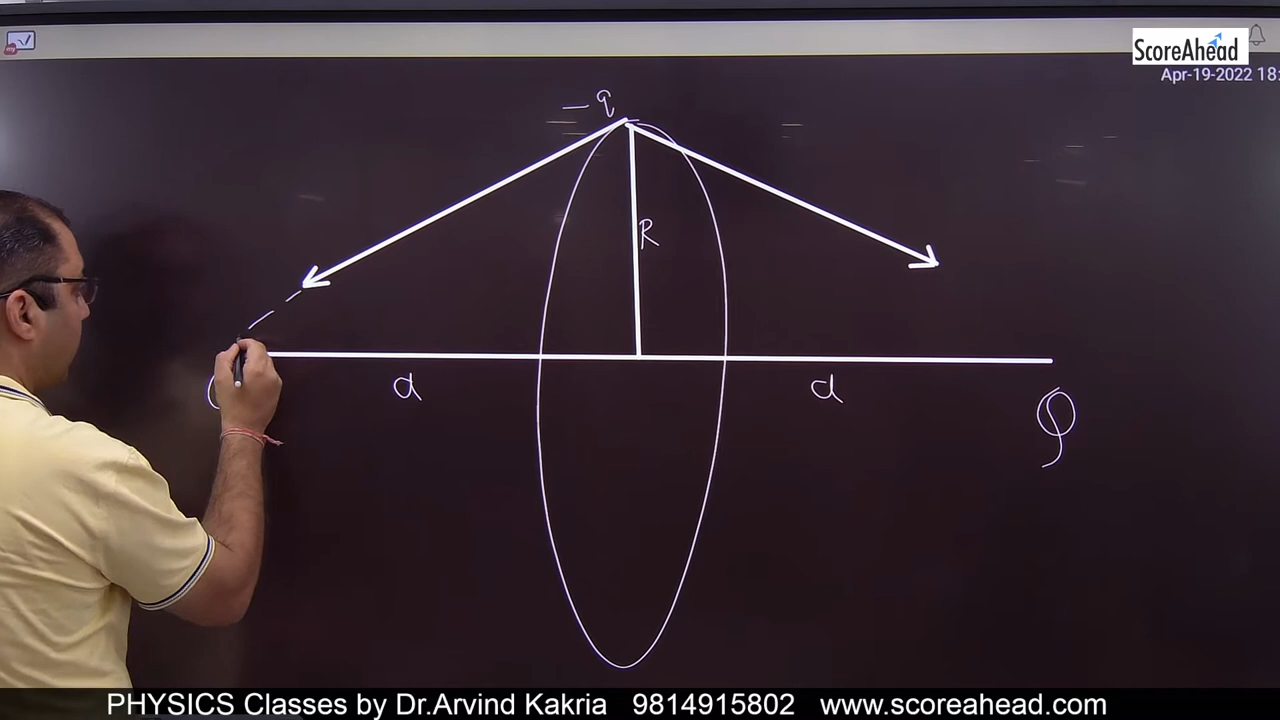 ScoreAhead
Apr-19-2022 18:
-q
R
d
d
Q
PHYSICS Classes by Dr.Arvind Kakria 9814915802 www.scoreahead.com